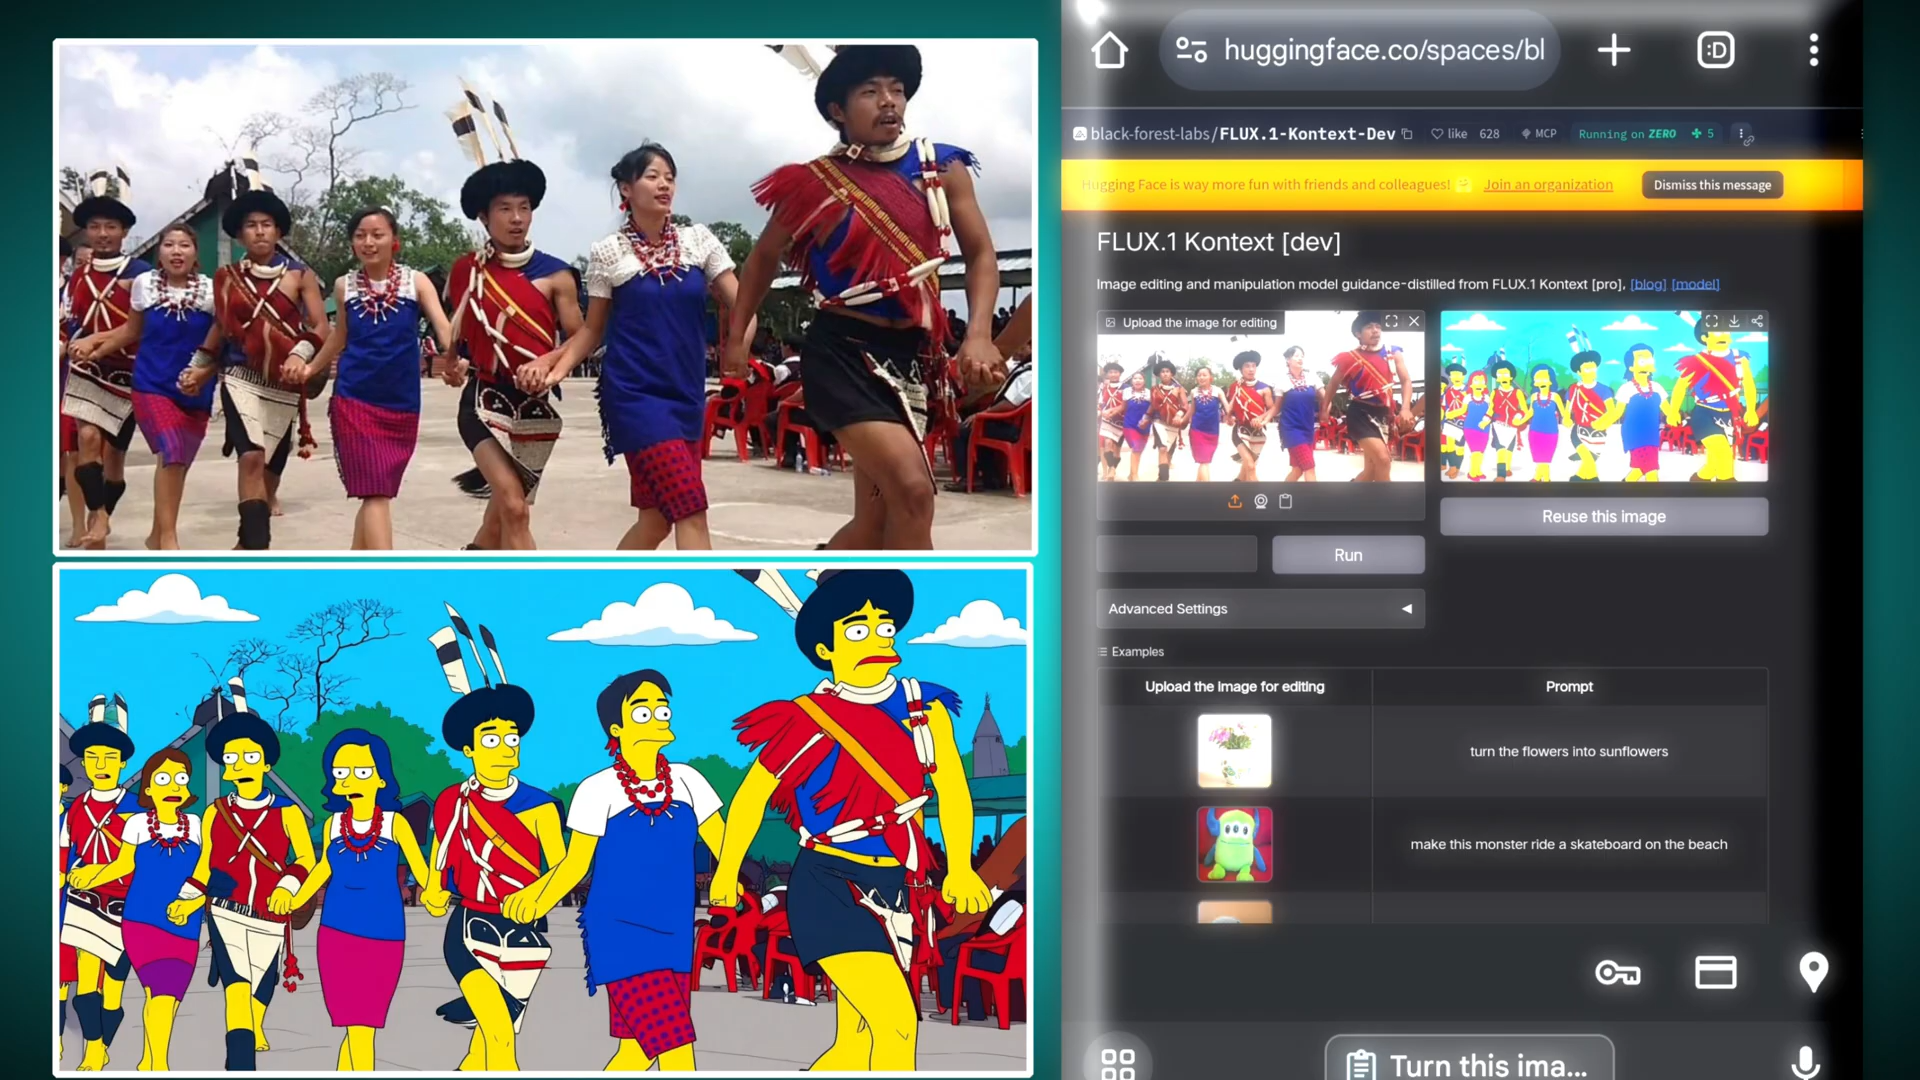 huggingface.co/spaces/bl
:D
black-forest-labs/FLUX.1-Kontext-Dev like 628 MCP Running on ZERO 5
Hugging Face is way more fun with friends and colleagues! 🤗 Join an organization Dismiss this message
FLUX.1 Kontext [dev]
Image editing and manipulation model guidance-distilled from FLUX.1 Kontext [pro], [blog] [model]
Upload the image for editing
Reuse this image
Run
Advanced Settings
Examples
Upload the image for editing Prompt
turn the flowers into sunflowers
make this monster ride a skateboard on the beach
Turn this ima...